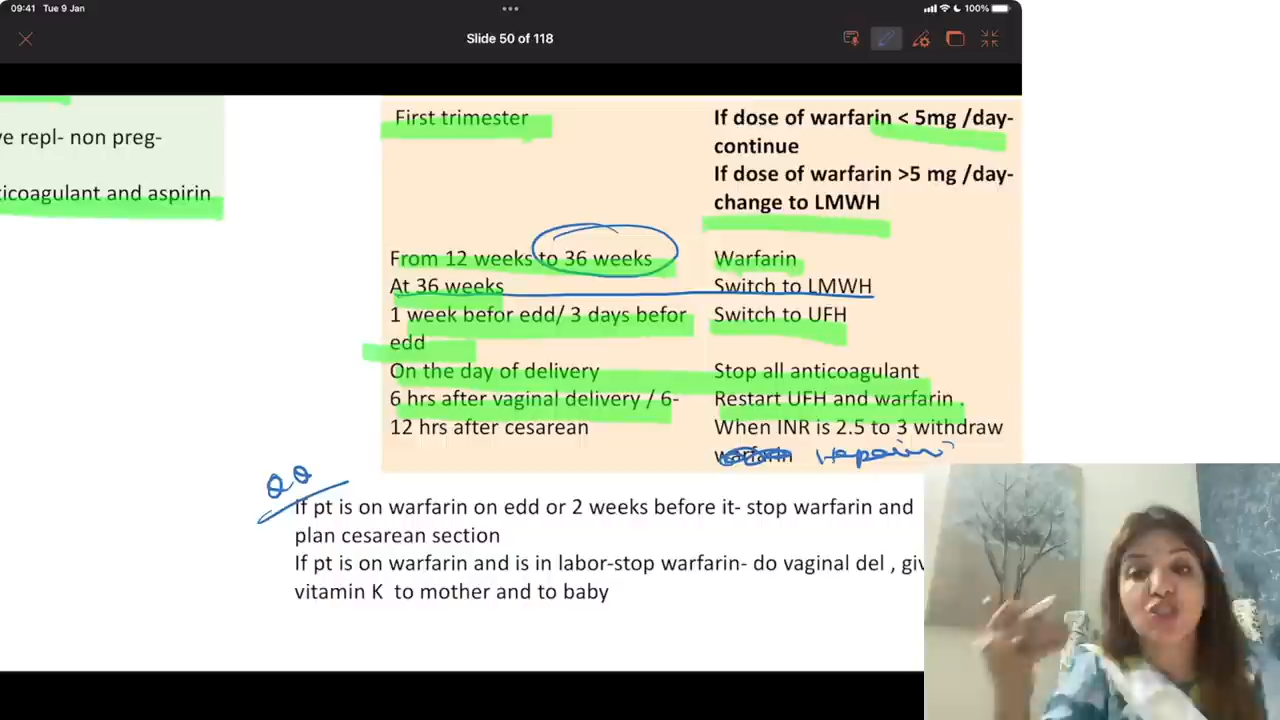 09:41 Tue 9 Jan
100%
Slide 50 of 118
ve repl- non preg-
ticoagulant and aspirin
First trimester
If dose of warfarin < 5mg /day-
continue
If dose of warfarin >5 mg /day-
change to LMWH
From 12 weeks to 36 weeks Warfarin
At 36 weeks Switch to LMWH
1 week befor edd/ 3 days befor Switch to UFH
edd
On the day of delivery Stop all anticoagulant
6 hrs after vaginal delivery / 6- Restart UFH and warfarin .
12 hrs after cesarean When INR is 2.5 to 3 withdraw
warfarin Heparin
If pt is on warfarin on edd or 2 weeks before it- stop warfarin and
plan cesarean section
If pt is on warfarin and is in labor-stop warfarin- do vaginal del , giv
vitamin K to mother and to baby